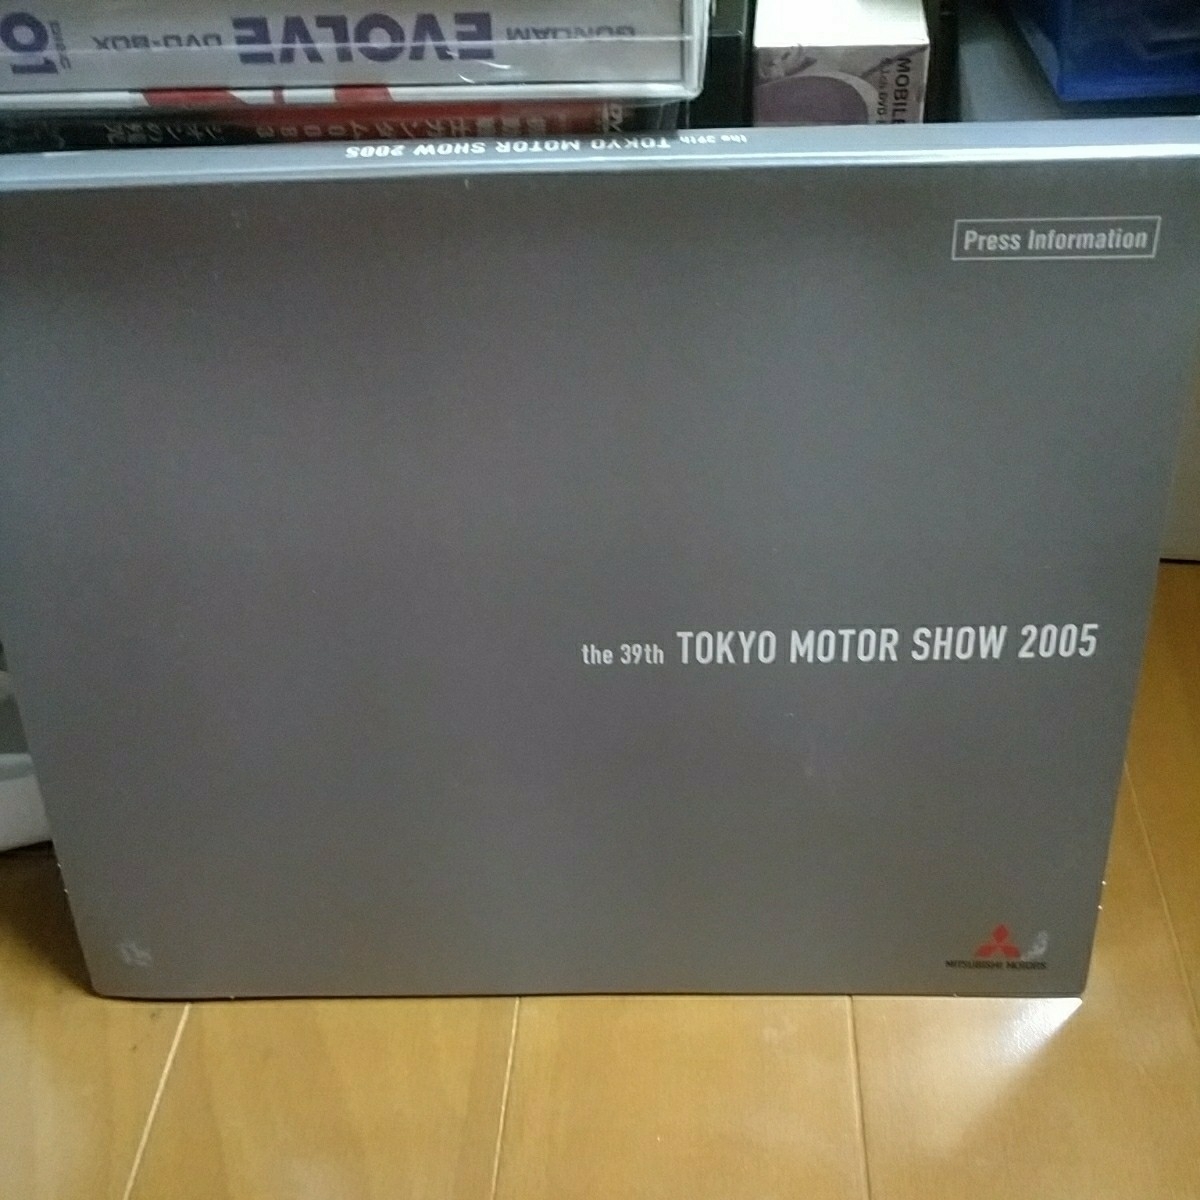 GUNDAM EVOLVE DVD-BOX
MOBILE
the 39th TOKYO MOTOR SHOW 2005
Press Information
the 39th TOKYO MOTOR SHOW 2005
MITSUBISHI MOTORS